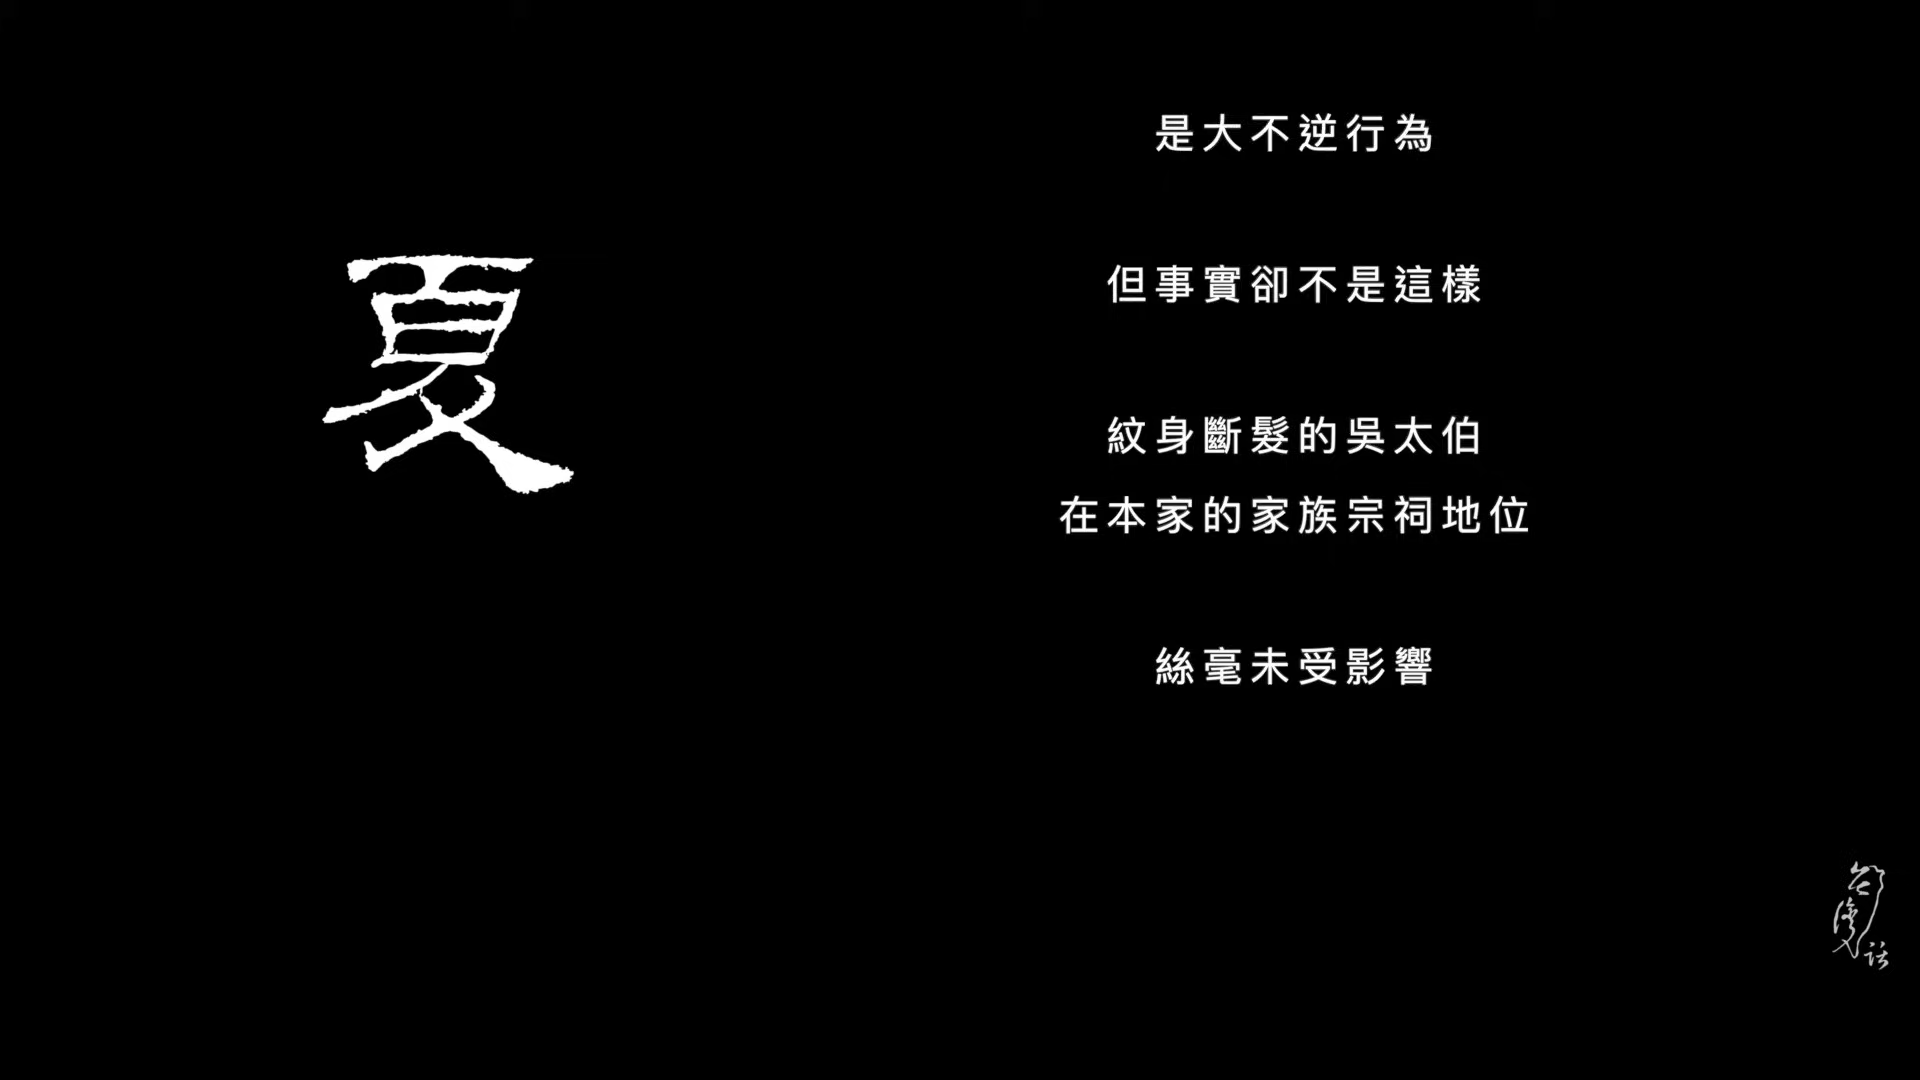 夏
是大不逆行為
但事實卻不是這樣
紋身斷髮的吳太伯
在本家的家族宗祠地位
絲毫未受影響